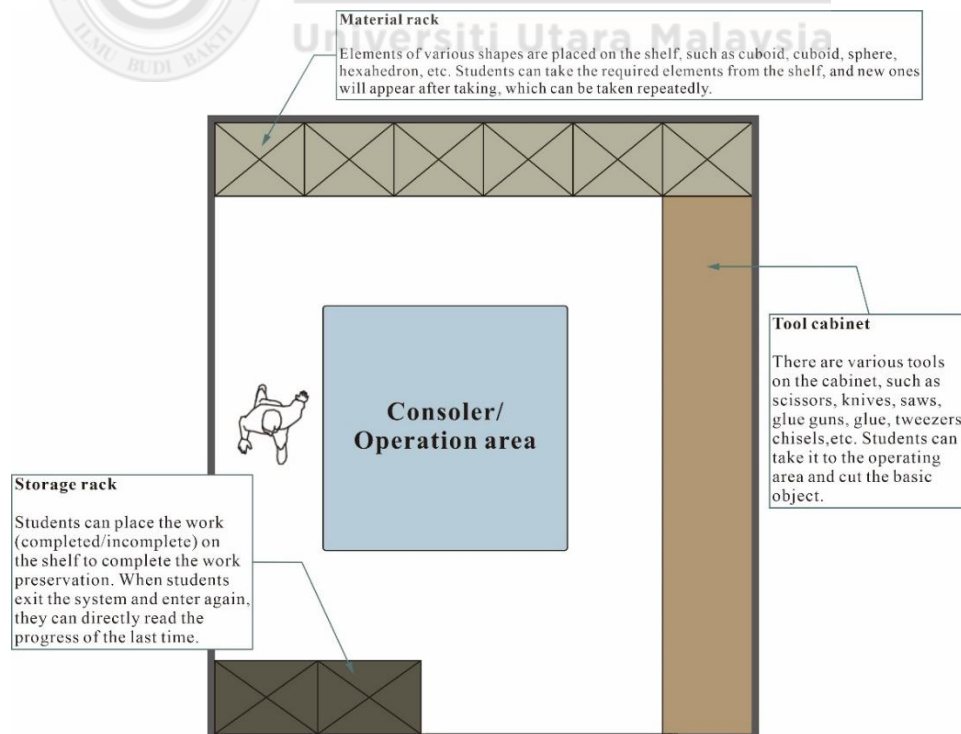 ILMU BUDI BAKTI
Universiti Utara Malaysia
Material rack
Elements of various shapes are placed on the shelf, such as cuboid, cuboid, sphere,
hexahedron, etc. Students can take the required elements from the shelf, and new ones
will appear after taking, which can be taken repeatedly.
Consoler/
Operation area
Tool cabinet
There are various tools
on the cabinet, such as
scissors, knives, saws,
glue guns, glue, tweezers
chisels,etc. Students can
take it to the operating
area and cut the basic
object.
Storage rack
Students can place the work
(completed/incomplete) on
the shelf to complete the work
preservation. When students
exit the system and enter again,
they can directly read the
progress of the last time.